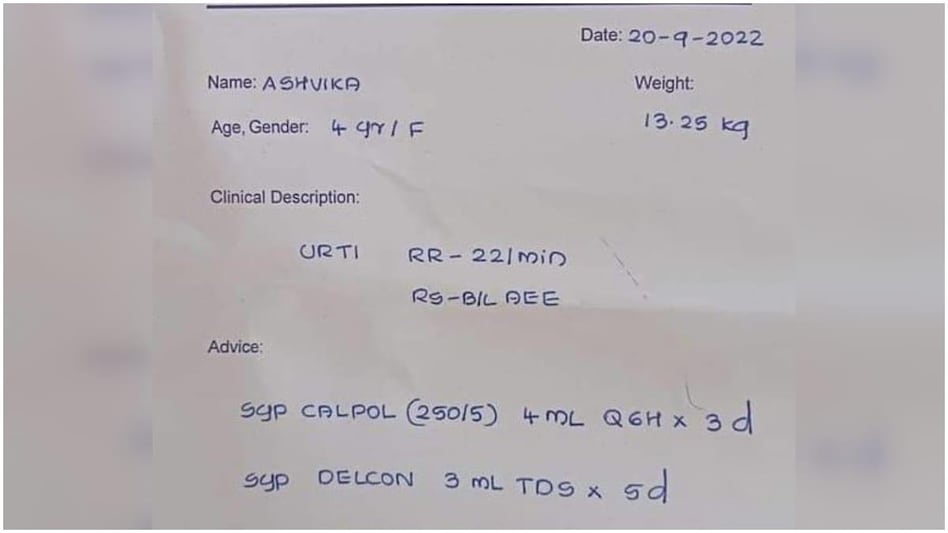 Date: 20-9-2022
Name: ASHVIKA Weight:
Age, Gender: 4 yr/ F 13.25 kg
Clinical Description:
URTI RR - 22/min
RS-B/L AEE
Advice:
Syp CALPOL (250/5) 4 mL Q6H x 3d
Syp DELCON 3 mL TDS x 5d